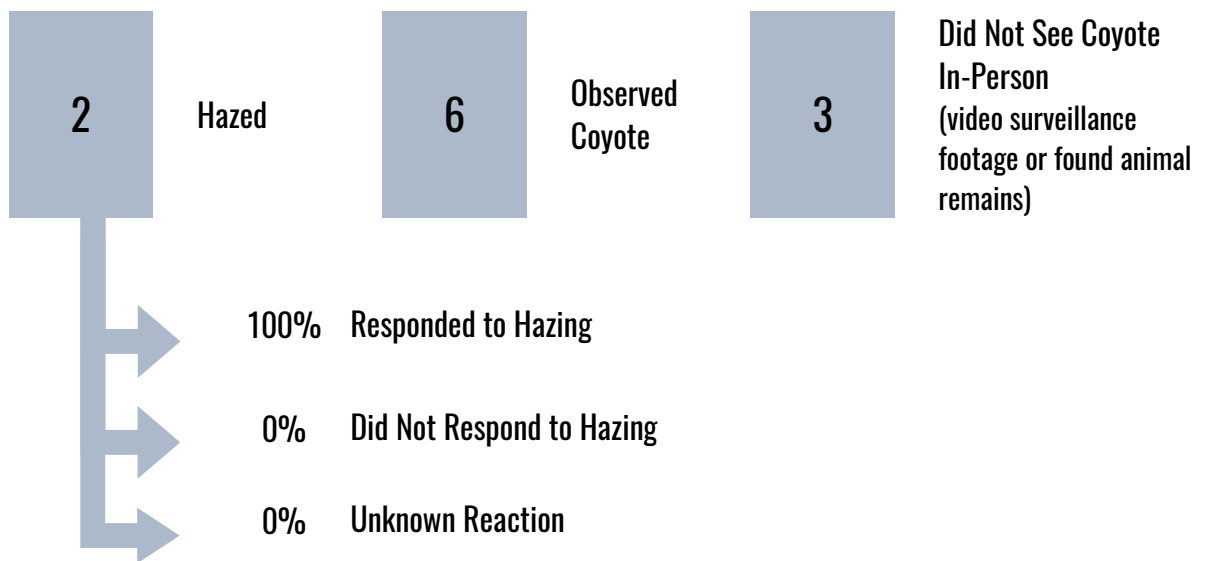 2
Hazed
6
Observed
Coyote
3
Did Not See Coyote
In-Person
(video surveillance
footage or found animal
remains)
100% Responded to Hazing
0% Did Not Respond to Hazing
0% Unknown Reaction